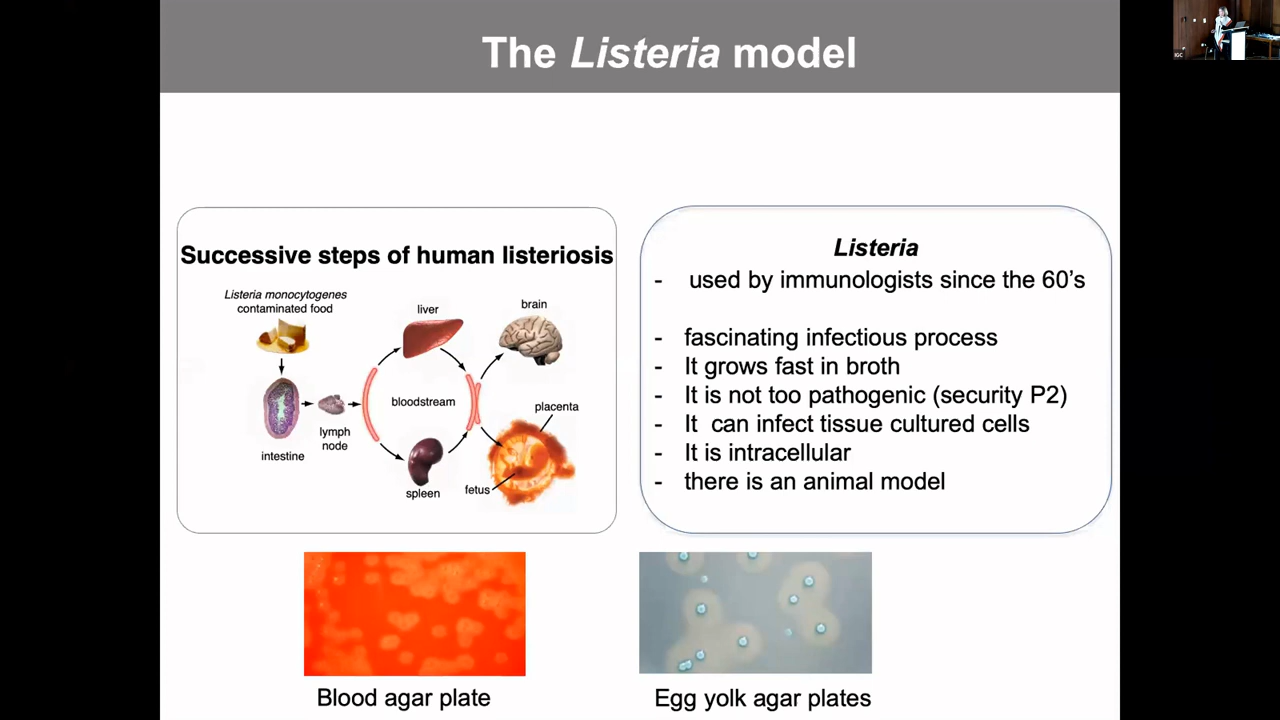 The Listeria model
Successive steps of human listeriosis
Listeria monocytogenes
contaminated food
liver
brain
bloodstream
placenta
lymph
node
intestine
spleen
fetus
Listeria
- used by immunologists since the 60’s
- fascinating infectious process
- It grows fast in broth
- It is not too pathogenic (security P2)
- It can infect tissue cultured cells
- It is intracellular
- there is an animal model
Blood agar plate
Egg yolk agar plates
IGC